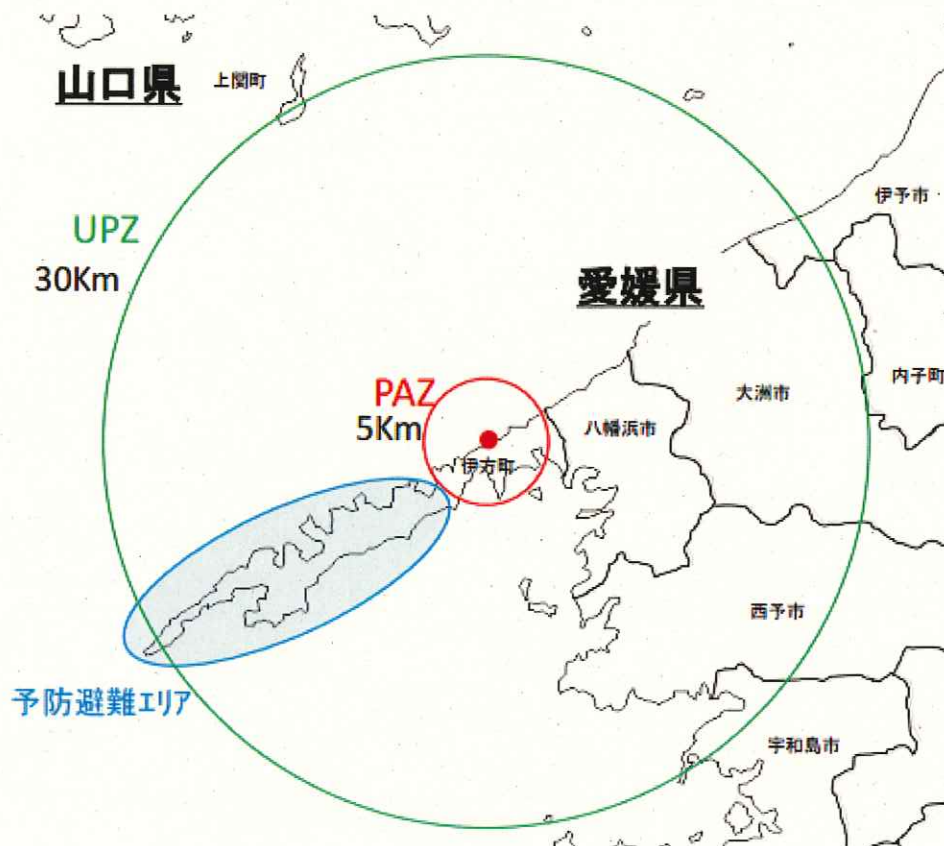 山口県
上関町
伊予市
UPZ
30Km
愛媛県
内子町
PAZ
大洲市
5Km
八幡浜市
伊方町
西予市
予防避難エリア
宇和島市